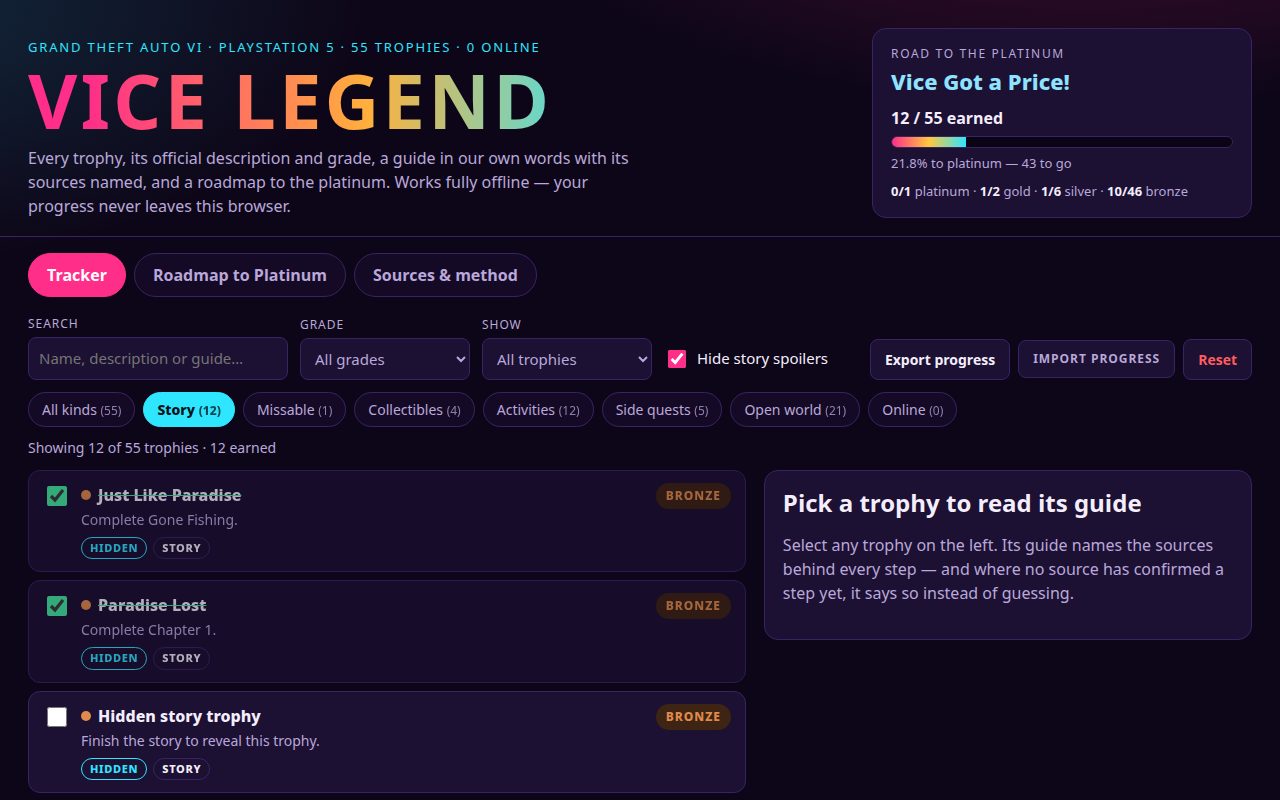 GRAND THEFT AUTO VI · PLAYSTATION 5 · 55 TROPHIES · 0 ONLINE
VICE LEGEND
Every trophy, its official description and grade, a guide in our own words with its
sources named, and a roadmap to the platinum. Works fully offline — your
progress never leaves this browser.
ROAD TO THE PLATINUM
Vice Got a Price!
12 / 55 earned
21.8% to platinum — 43 to go
0/1 platinum · 1/2 gold · 1/6 silver · 10/46 bronze
Tracker
Roadmap to Platinum
Sources & method
SEARCH
Name, description or guide...
GRADE
All grades
SHOW
All trophies
Hide story spoilers
Export progress
IMPORT PROGRESS
Reset
All kinds (55)
Story (12)
Missable (1)
Collectibles (4)
Activities (12)
Side quests (5)
Open world (21)
Online (0)
Showing 12 of 55 trophies · 12 earned
Just Like Paradise
BRONZE
Complete Gone Fishing.
HIDDEN
STORY
Paradise Lost
BRONZE
Complete Chapter 1.
HIDDEN
STORY
Hidden story trophy
BRONZE
Finish the story to reveal this trophy.
HIDDEN
STORY
Pick a trophy to read its guide
Select any trophy on the left. Its guide names the sources
behind every step — and where no source has confirmed a
step yet, it says so instead of guessing.